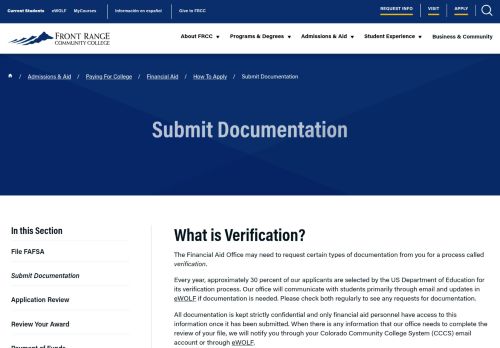 Current Students eWOLF MyCourses Información en español Give to FRCC REQUEST INFO VISIT APPLY
FRONT RANGE
COMMUNITY COLLEGE
About FRCC Programs & Degrees Admissions & Aid Student Experience Business & Community
/ Admissions & Aid / Paying For College / Financial Aid / How To Apply / Submit Documentation
Submit Documentation
In this Section
File FAFSA
Submit Documentation
Application Review
Review Your Award
What is Verification?
The Financial Aid Office may need to request certain types of documentation from you for a process called
verification.
Every year, approximately 30 percent of our applicants are selected by the US Department of Education for
its verification process. Our office will communicate with students primarily through email and updates in
eWOLF if documentation is needed. Please check both regularly to see any requests for documentation.
All documentation is kept strictly confidential and only financial aid personnel have access to this
information once it has been submitted. When there is any information that our office needs to complete the
review of your file, we will notify you through your Colorado Community College System (CCCS) email
account or through eWOLF.